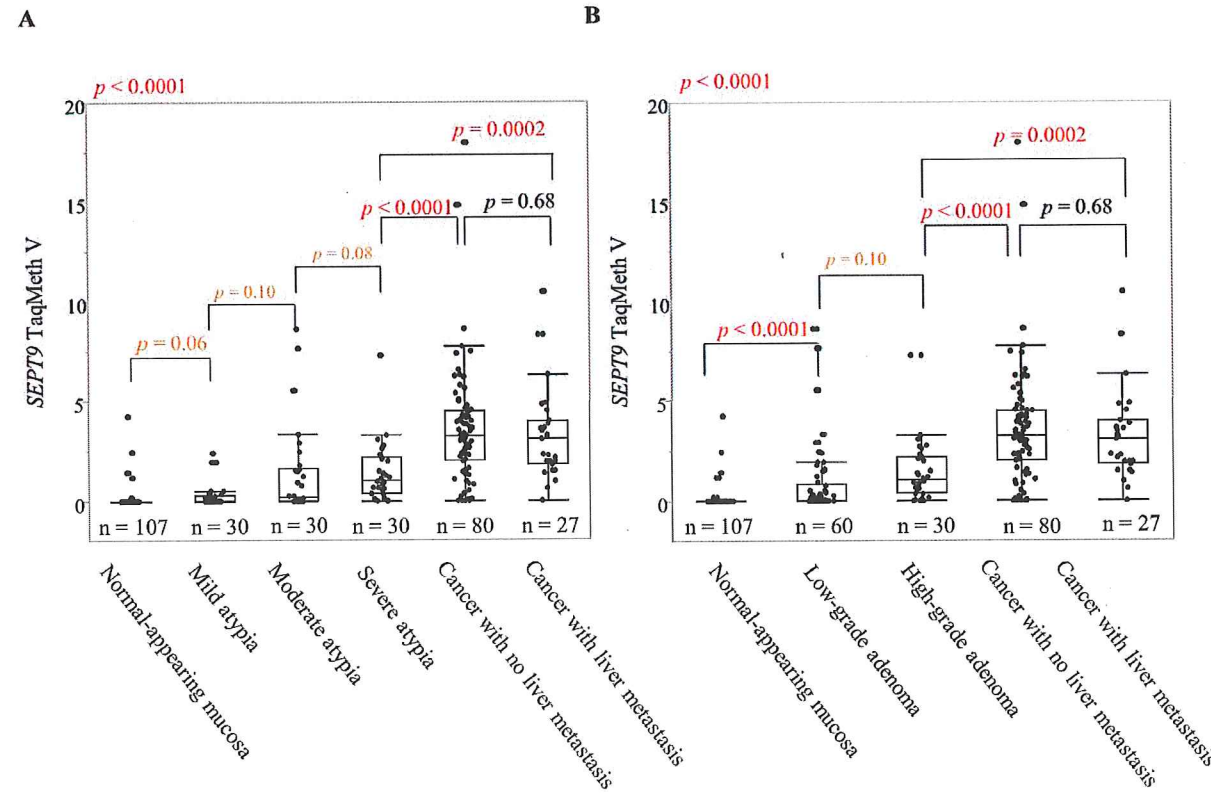 A
p < 0.0001
SEPT9 TaqMeth V
20
15
10
5
0
p = 0.0002
p < 0.0001
p = 0.68
p = 0.08
p = 0.10
p = 0.06
n = 107
n = 30
n = 30
n = 30
n = 80
n = 27
Normal-appearing mucosa
Mild atypia
Moderate atypia
Severe atypia
Cancer with no liver metastasis
Cancer with liver metastasis
B
p < 0.0001
SEPT9 TaqMeth V
20
15
10
5
0
p = 0.0002
p < 0.0001
p = 0.68
p = 0.10
p < 0.0001
n = 107
n = 60
n = 30
n = 80
n = 27
Normal-appearing mucosa
Low-grade adenoma
High-grade adenoma
Cancer with no liver metastasis
Cancer with liver metastasis